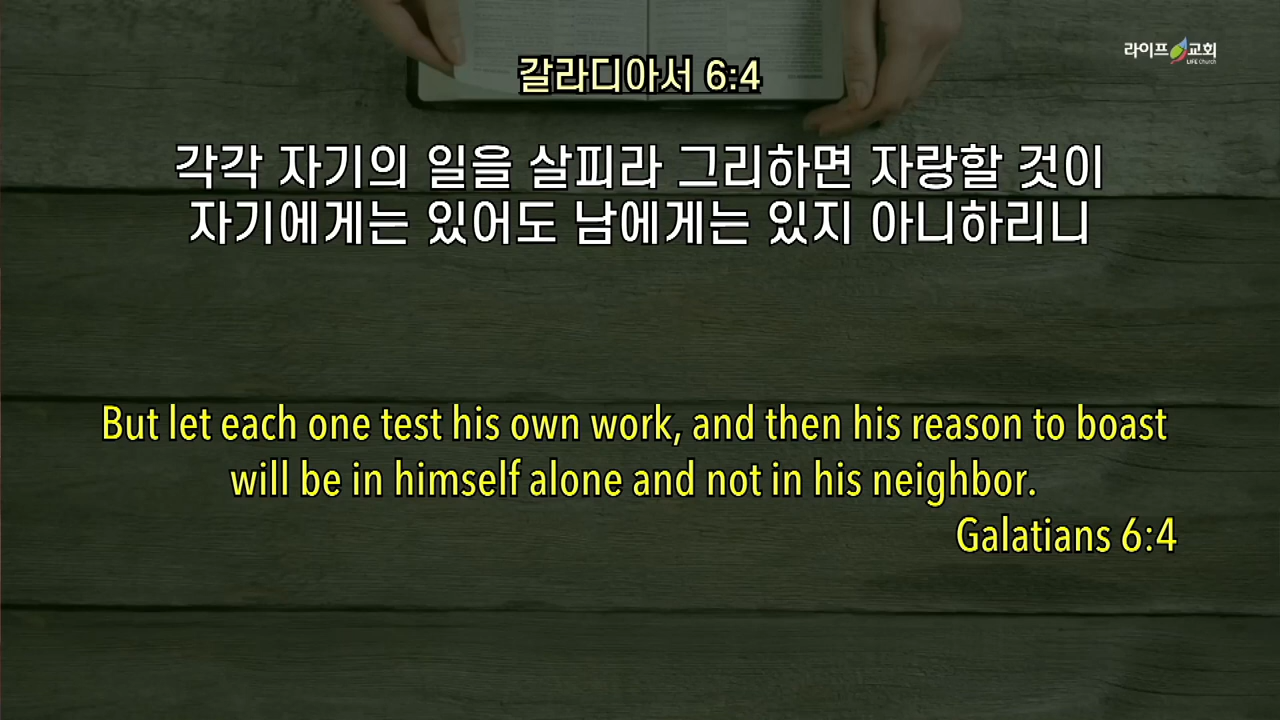 라이프교회
LIFE Church
갈라디아서 6:4
각각 자기의 일을 살피라 그리하면 자랑할 것이
자기에게는 있어도 남에게는 있지 아니하리니
But let each one test his own work, and then his reason to boast
will be in himself alone and not in his neighbor.
Galatians 6:4